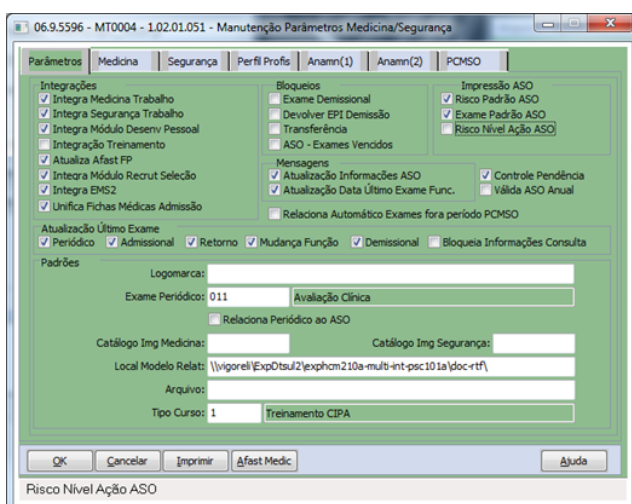 06.9.5596 - MT0004 - 1.02.01.051 - Manutenção Parâmetros Medicina/Segurança
Parâmetros Medicina Segurança Perfil Profis Anamn(1) Anamn(2) PCMSO
Integrações
Integra Medicina Trabalho
Integra Segurança Trabalho
Integra Módulo Desenv Pessoal
Integração Treinamento
Atualiza Afast FP
Integra Módulo Recrut Seleção
Integra EMS2
Unifica Fichas Médicas Admissão
Bloqueios
Exame Demissional
Devolver EPI Demissão
Transferência
ASO - Exames Vencidos
Impressão ASO
Risco Padrão ASO
Exame Padrão ASO
Risco Nível Ação ASO
Mensagens
Atualização Informações ASO
Atualização Data Último Exame Func.
Controle Pendência
Válida ASO Anual
Relaciona Automático Exames fora período PCMSO
Atualização Último Exame
Periódico Admissional Retorno Mudança Função Demissional Bloqueia Informações Consulta
Padrões
Logomarca:
Exame Periódico: 011 Avaliação Clínica
Relaciona Periódico ao ASO
Catálogo Img Medicina: Catálogo Img Segurança:
Local Modelo Relat: \\vigoreli\ExpDtsul2\exphcm210a-multi-int-psc101a\doc-rtf\
Arquivo:
Tipo Curso: 1 Treinamento CIPA
OK Cancelar Imprimir Afast Medic Ajuda
Risco Nível Ação ASO